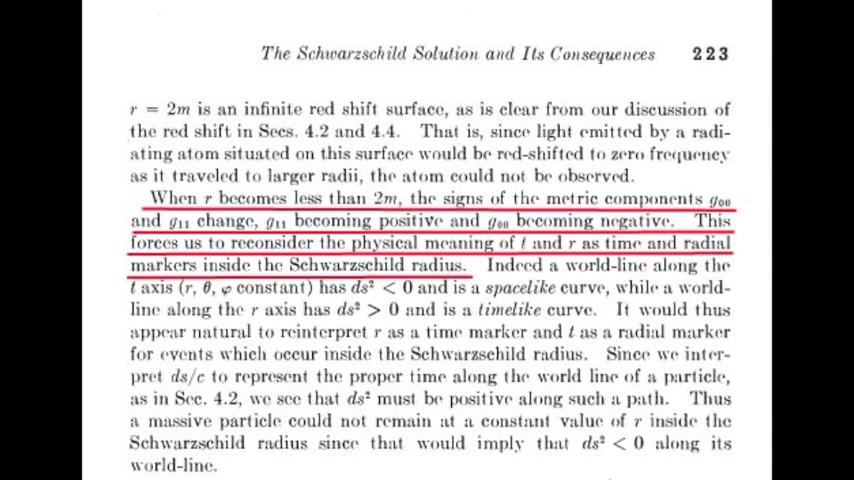 The Schwarzschild Solution and Its Consequences 223
r = 2m is an infinite red shift surface, as is clear from our discussion of
the red shift in Secs. 4.2 and 4.4. That is, since light emitted by a radi-
ating atom situated on this surface would be red-shifted to zero frequency
as it traveled to larger radii, the atom could not be observed.
When r becomes less than 2m, the signs of the metric components g₀₀
and g₁₁ change, g₁₁ becoming positive and g₀₀ becoming negative. This
forces us to reconsider the physical meaning of t and r as time and radial
markers inside the Schwarzschild radius. Indeed a world-line along the
t axis (r, θ, φ constant) has ds² < 0 and is a spacelike curve, while a world-
line along the r axis has ds² > 0 and is a timelike curve. It would thus
appear natural to reinterpret r as a time marker and t as a radial marker
for events which occur inside the Schwarzschild radius. Since we inter-
pret ds/c to represent the proper time along the world line of a particle,
as in Sec. 4.2, we see that ds² must be positive along such a path. Thus
a massive particle could not remain at a constant value of r inside the
Schwarzschild radius since that would imply that ds² < 0 along its
world-line.